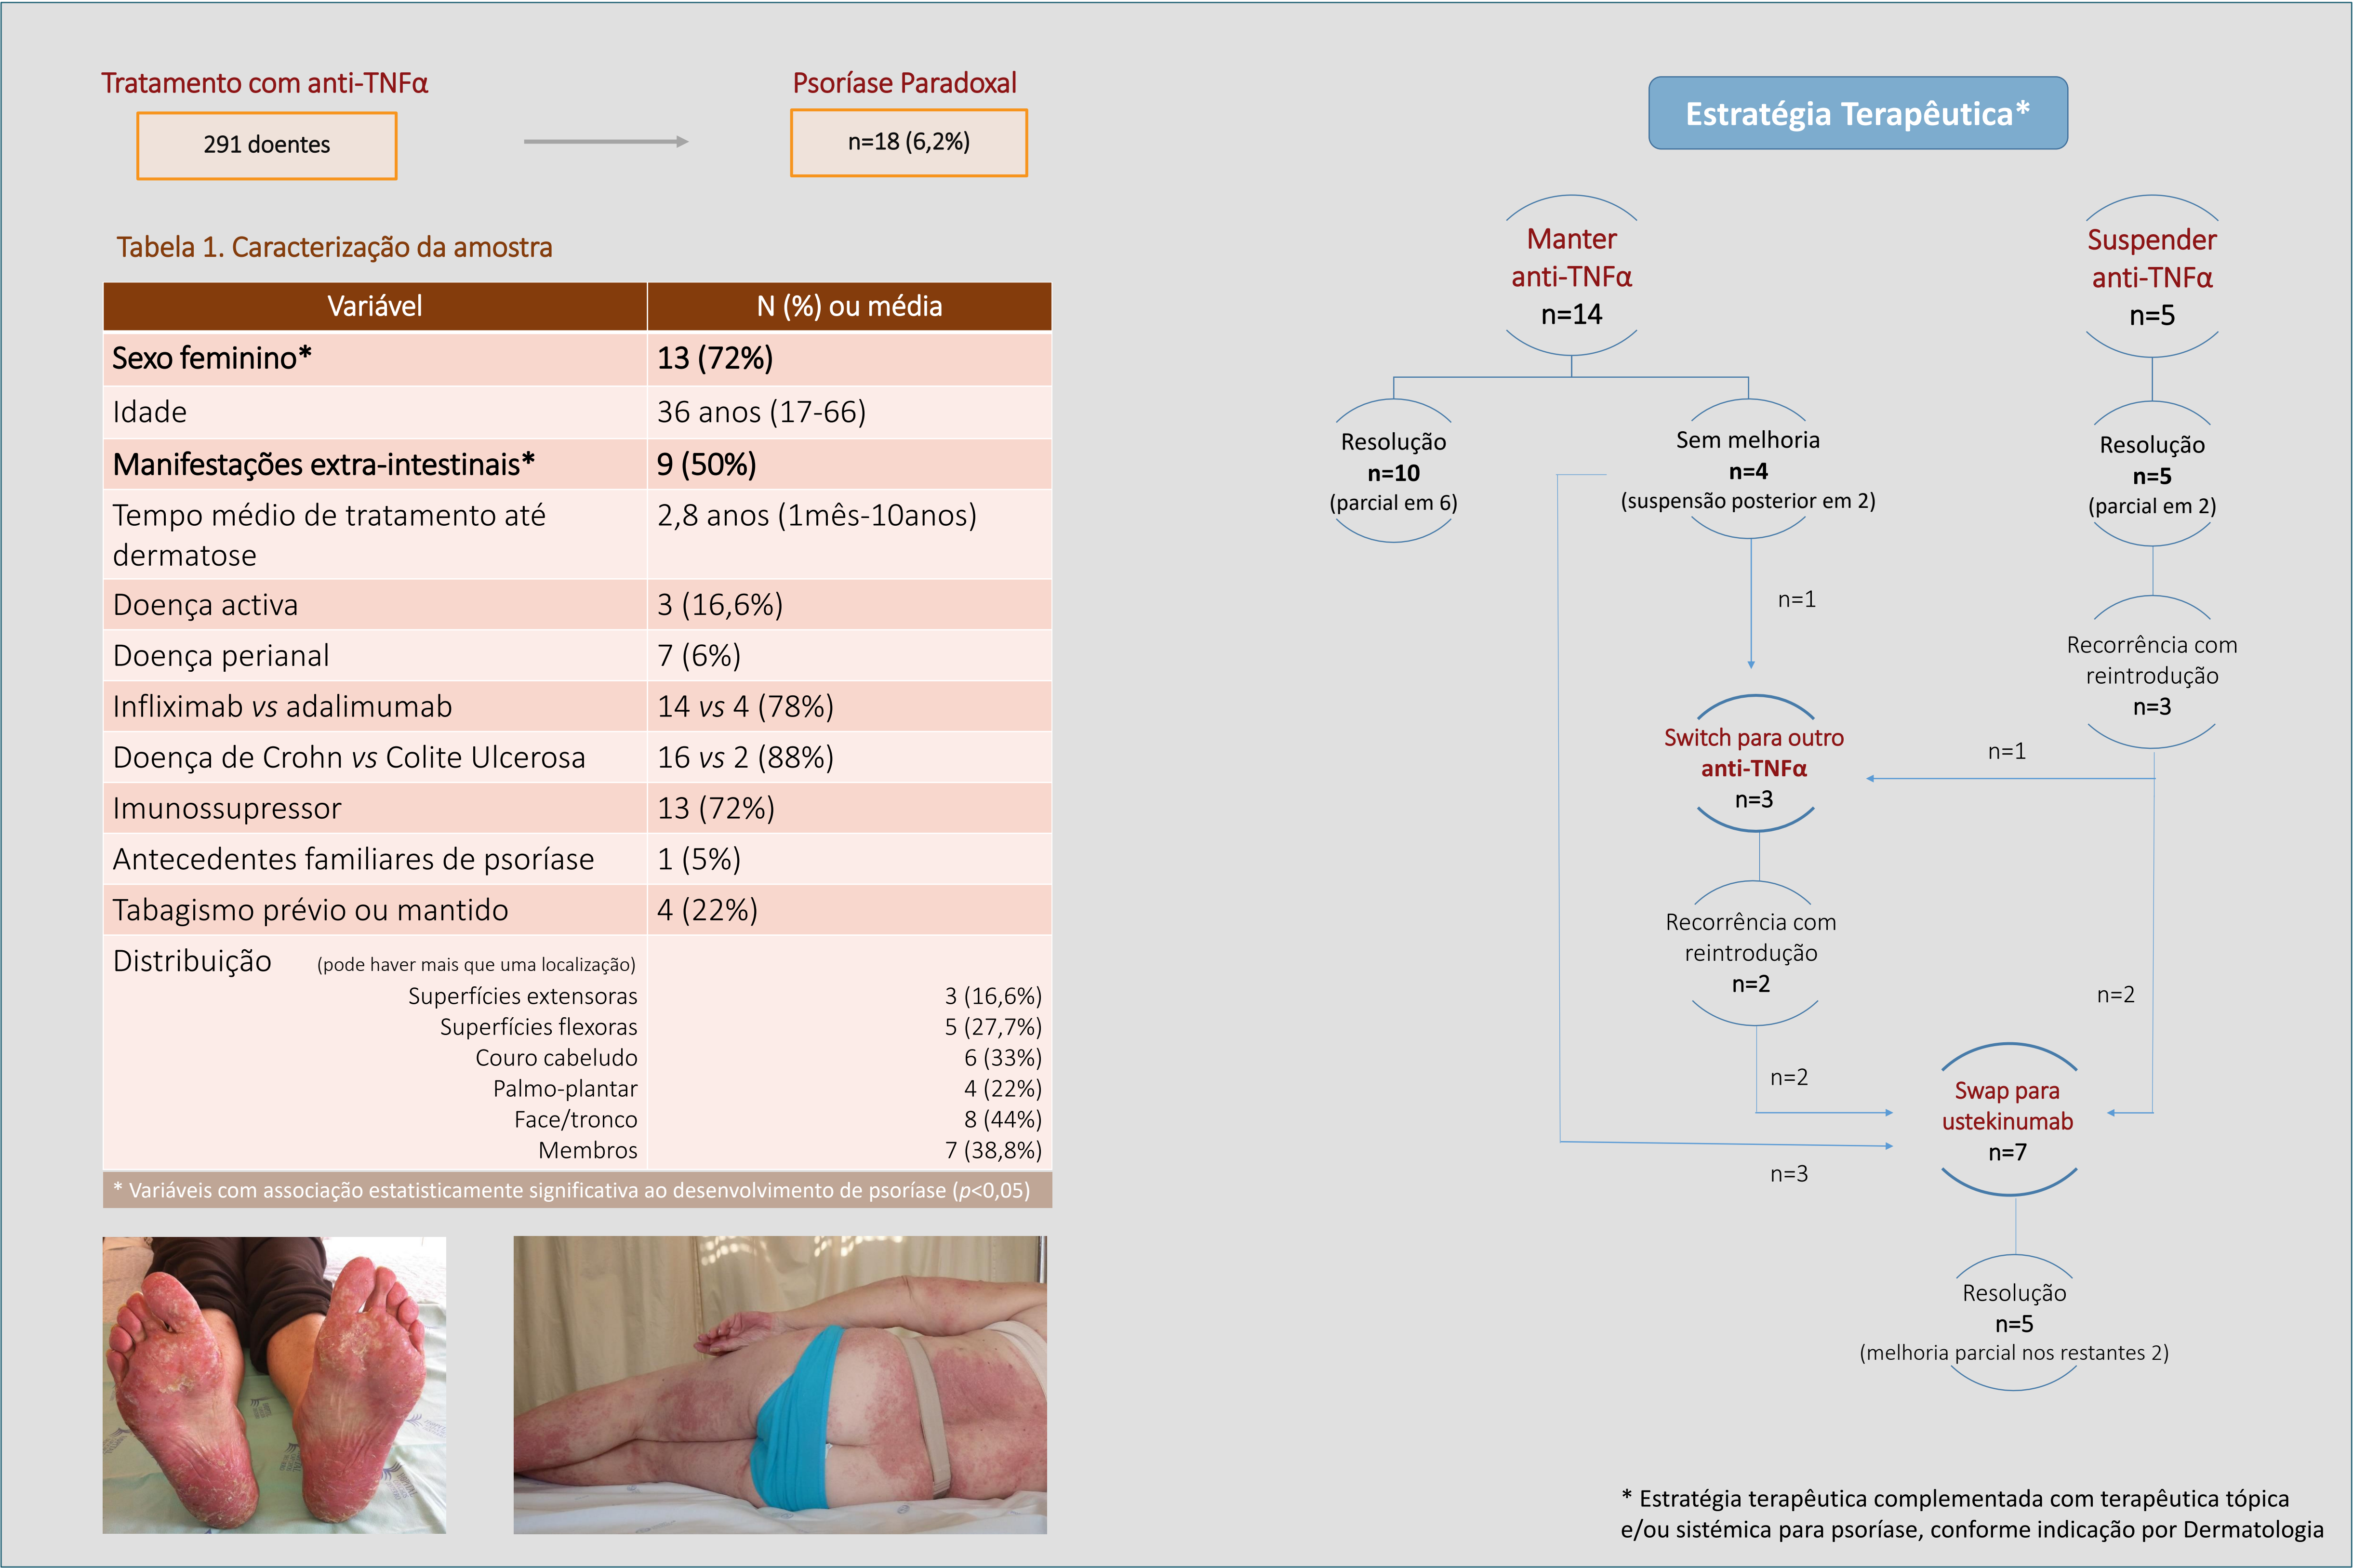 Tratamento com anti-TNFα
291 doentes
Psoríase Paradoxal
n=18 (6,2%)
Tabela 1. Caracterização da amostra
Variável N (%) ou média
Sexo feminino* 13 (72%)
Idade 36 anos (17-66)
Manifestações extra-intestinais* 9 (50%)
Tempo médio de tratamento até 2,8 anos (1mês-10anos)
dermatose
Doença activa 3 (16,6%)
Doença perianal 7 (6%)
Infliximab vs adalimumab 14 vs 4 (78%)
Doença de Crohn vs Colite Ulcerosa 16 vs 2 (88%)
Imunossupressor 13 (72%)
Antecedentes familiares de psoríase 1 (5%)
Tabagismo prévio ou mantido 4 (22%)
Distribuição (pode haver mais que uma localização)
Superfícies extensoras 3 (16,6%)
Superfícies flexoras 5 (27,7%)
Couro cabeludo 6 (33%)
Palmo-plantar 4 (22%)
Face/tronco 8 (44%)
Membros 7 (38,8%)
* Variáveis com associação estatisticamente significativa ao desenvolvimento de psoríase (p<0,05)
Estratégia Terapêutica*
Manter
anti-TNFα
n=14
Suspender
anti-TNFα
n=5
Resolução
n=10
(parcial em 6)
Sem melhoria
n=4
(suspensão posterior em 2)
Resolução
n=5
(parcial em 2)
n=1
Recorrência com
reintrodução
n=3
Switch para outro
anti-TNFα
n=3
n=1
Recorrência com
reintrodução
n=2
n=2
n=2
n=3
Swap para
ustekinumab
n=7
Resolução
n=5
(melhoria parcial nos restantes 2)
* Estratégia terapêutica complementada com terapêutica tópica
e/ou sistémica para psoríase, conforme indicação por Dermatologia